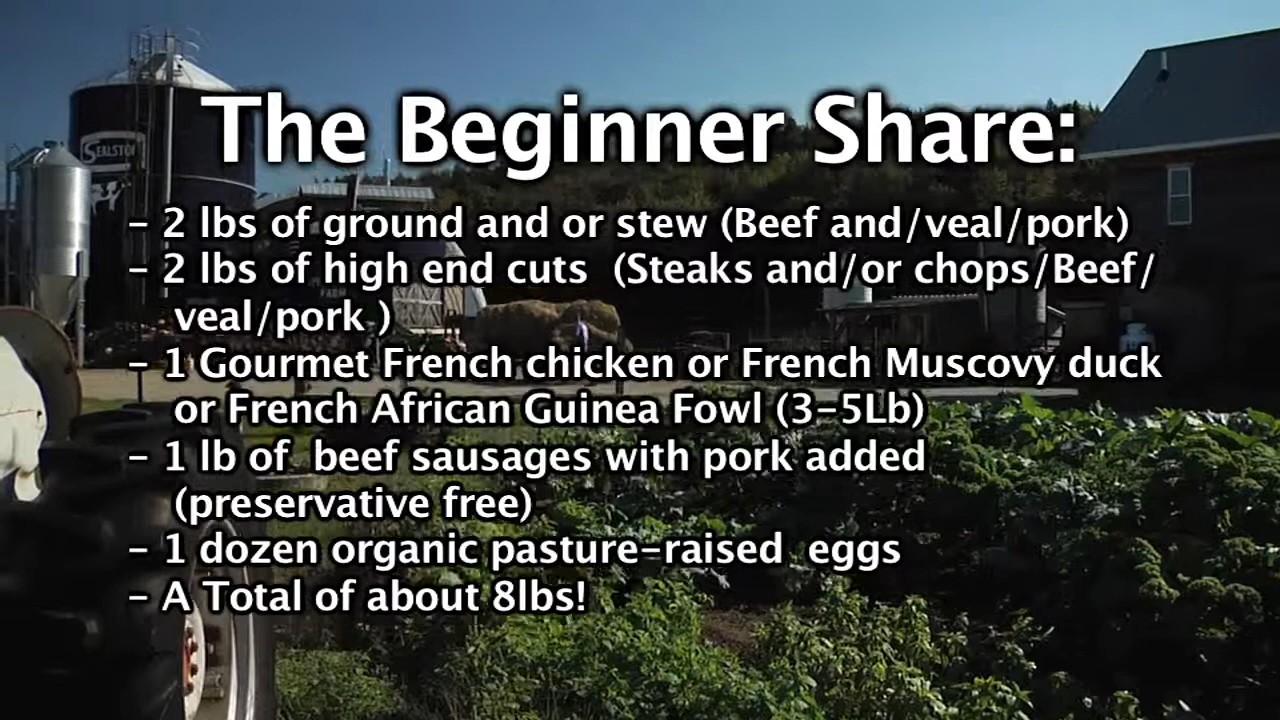 SEALSTOR
The Beginner Share:
- 2 lbs of ground and or stew (Beef and/veal/pork)
- 2 lbs of high end cuts (Steaks and/or chops/Beef/
veal/pork )
- 1 Gourmet French chicken or French Muscovy duck
or French African Guinea Fowl (3-5Lb)
- 1 lb of beef sausages with pork added
(preservative free)
- 1 dozen organic pasture-raised eggs
- A Total of about 8lbs!